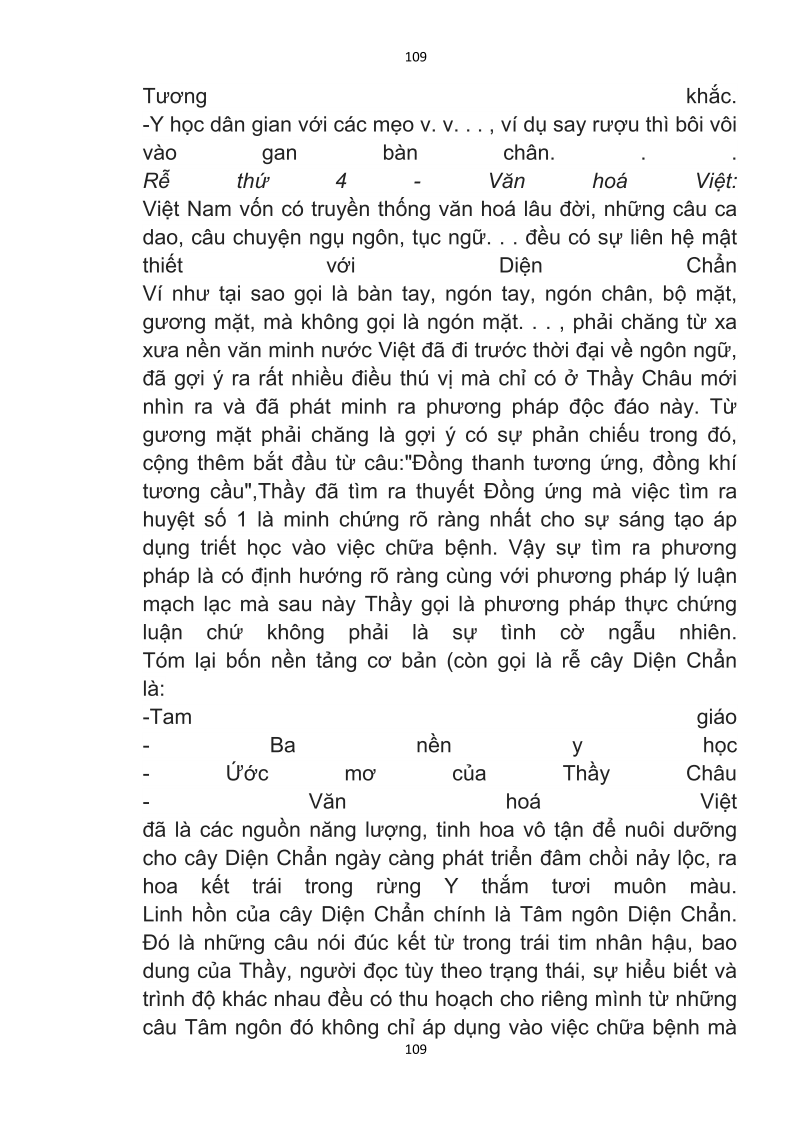 109
Tương khắc.
-Y học dân gian với các mẹo v. v. . . , ví dụ say rượu thì bôi vôi
vào gan bàn chân. . .
Rễ thứ 4 - Văn hoá Việt:
Việt Nam vốn có truyền thống văn hoá lâu đời, những câu ca
dao, câu chuyện ngụ ngôn, tục ngữ. . . đều có sự liên hệ mật
thiết với Diện Chẩn
Ví như tại sao gọi là bàn tay, ngón tay, ngón chân, bộ mặt,
gương mặt, mà không gọi là ngón mặt. . . , phải chăng từ xa
xưa nền văn minh nước Việt đã đi trước thời đại về ngôn ngữ,
đã gợi ý ra rất nhiều điều thú vị mà chỉ có ở Thầy Châu mới
nhìn ra và đã phát minh ra phương pháp độc đáo này. Từ
gương mặt phải chăng là gợi ý có sự phản chiếu trong đó,
cộng thêm bắt đầu từ câu:"Đồng thanh tương ứng, đồng khí
tương cầu",Thầy đã tìm ra thuyết Đồng ứng mà việc tìm ra
huyệt số 1 là minh chứng rõ ràng nhất cho sự sáng tạo áp
dụng triết học vào việc chữa bệnh. Vậy sự tìm ra phương
pháp là có định hướng rõ ràng cùng với phương pháp lý luận
mạch lạc mà sau này Thầy gọi là phương pháp thực chứng
luận chứ không phải là sự tình cờ ngẫu nhiên.
Tóm lại bốn nền tảng cơ bản (còn gọi là rễ cây Diện Chẩn
là:
-Tam giáo
- Ba nền y học
- Ứớc mơ của Thầy Châu
- Văn hoá Việt
đã là các nguồn năng lượng, tinh hoa vô tận để nuôi dưỡng
cho cây Diện Chẩn ngày càng phát triển đâm chồi nảy lộc, ra
hoa kết trái trong rừng Y thắm tươi muôn màu.
Linh hồn của cây Diện Chẩn chính là Tâm ngôn Diện Chẩn.
Đó là những câu nói đúc kết từ trong trái tim nhân hậu, bao
dung của Thầy, người đọc tùy theo trạng thái, sự hiểu biết và
trình độ khác nhau đều có thu hoạch cho riêng mình từ những
câu Tâm ngôn đó không chỉ áp dụng vào việc chữa bệnh mà
109